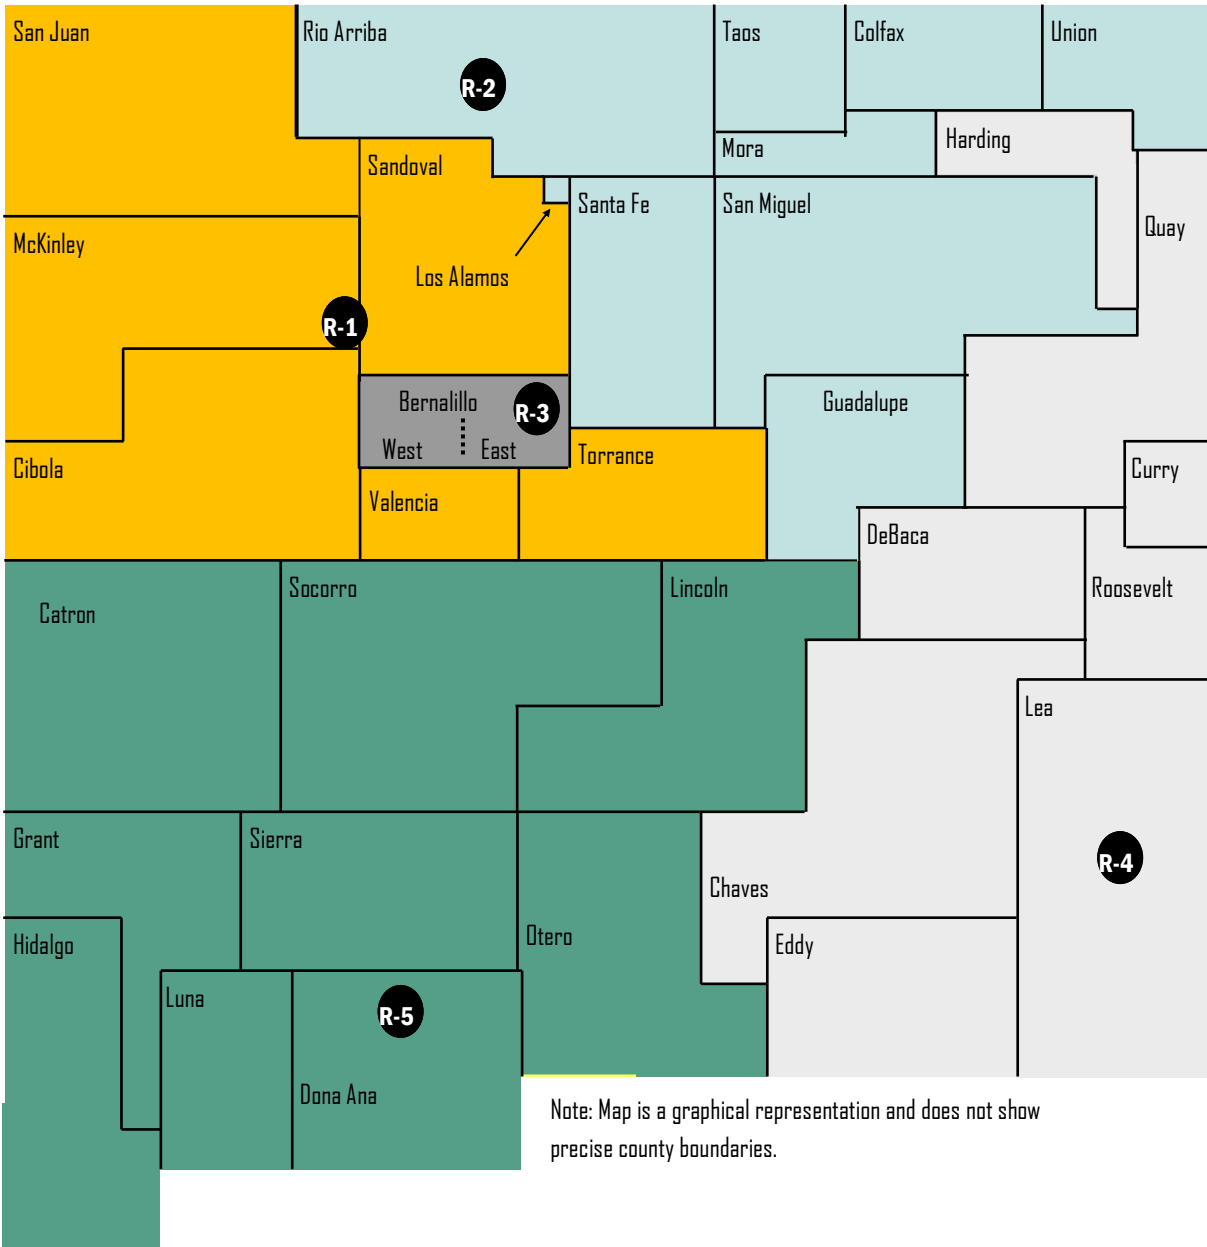 San Juan
Rio Arriba
Taos
Colfax
Union
R-2
Mora
Harding
Sandoval
Santa Fe
San Miguel
Quay
McKinley
Los Alamos
R-1
Bernalillo
R-3
Guadalupe
West
East
Torrance
Cibola
Curry
Valencia
DeBaca
Socorro
Lincoln
Roosevelt
Catron
Lea
Grant
Sierra
R-4
Chaves
Otero
Hidalgo
Eddy
Luna
R-5
Dona Ana
Note: Map is a graphical representation and does not show
precise county boundaries.